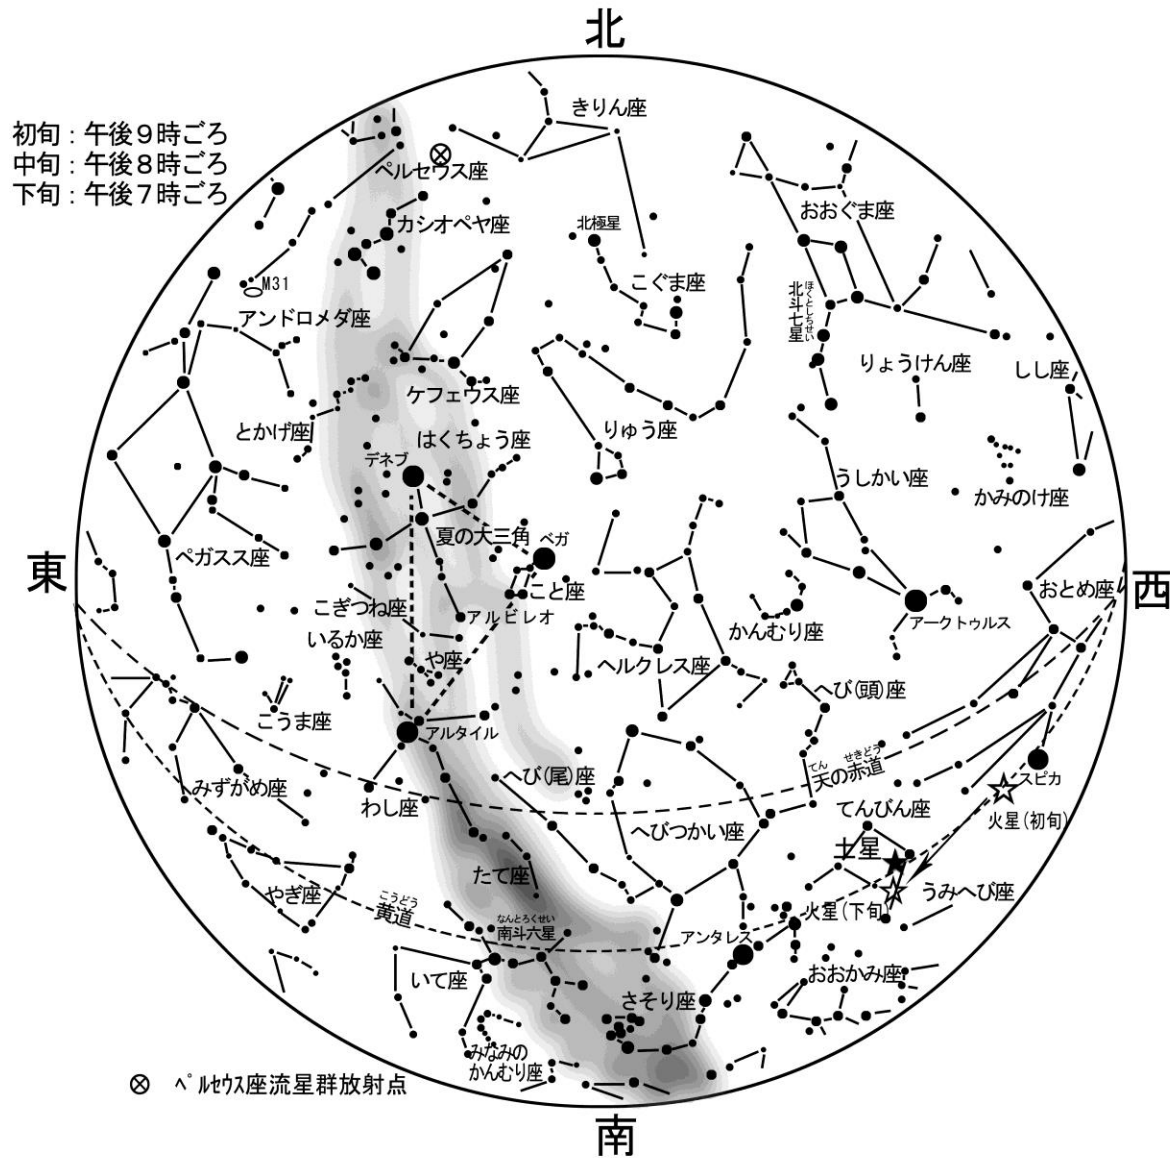 北
きりん座
初旬：午後９時ごろ
中旬：午後８時ごろ
下旬：午後７時ごろ
ペルセウス座
カシオペヤ座
北極星
おおぐま座
M31
こぐま座
北斗七星
ほくとしちせい
アンドロメダ座
りょうけん座
しし座
ケフェウス座
とかげ座
はくちょう座
りゅう座
デネブ
うしかい座
かみのけ座
夏の大三角
ベガ
ペガスス座
東
西
こと座
おとめ座
こぎつね座
アルビレオ
かんむり座
アークトゥルス
いるか座
や座
ヘルクレス座
へび(頭)座
こうま座
アルタイル
てん
せきどう
天の赤道
スピカ
みずがめ座
へび(尾)座
わし座
てんびん座
火星(初旬)
へびつかい座
土星
たて座
うみへび座
やぎ座
こうどう
黄道
火星(下旬)
なんとろくせい
南斗六星
アンタレス
いて座
おおかみ座
さそり座
みなみの
かんむり座
ペルセウス座流星群放射点
南